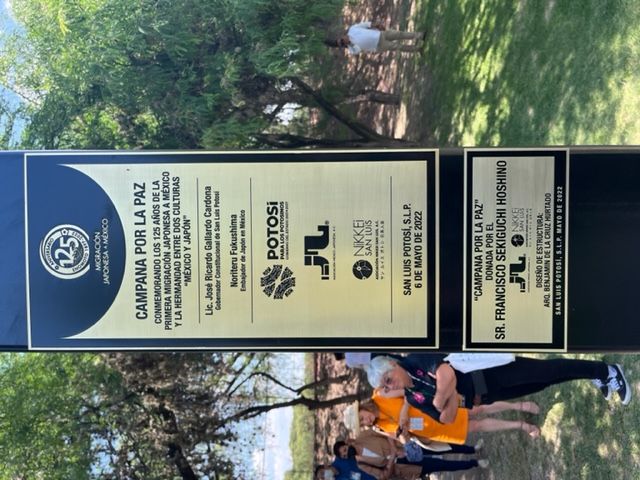 125
MIGRACIÓN
JAPONESA A MÉXICO
CAMPANA POR LA PAZ
CONMEMORANDO LOS 125 AÑOS DE LA
PRIMERA MIGRACIÓN JAPONESA A MÉXICO
Y LA HERMANDAD ENTRE DOS CULTURAS
"MÉXICO Y JAPÓN"
Lic. José Ricardo Gallardo Cardona
Gobernador Constitucional de San Luis Potosí
Noriteru Fukushima
Embajador de Japón en México
POTOSÍ
PARA LOS POTOSINOS
NIKKEI
SAN LUIS
SAN LUIS POTOSÍ, S.L.P.
6 DE MAYO DE 2022
"CAMPANA POR LA PAZ"
DONADA POR EL
SR. FRANCISCO SEKIGUCHI HOSHINO
NIKKEI
SAN LUIS
DISEÑO DE ESTRUCTURA:
ARQ. BENJAMIN DE LA CRUZ HURTADO
SAN LUIS POTOSÍ, S.L.P. MAYO DE 2022